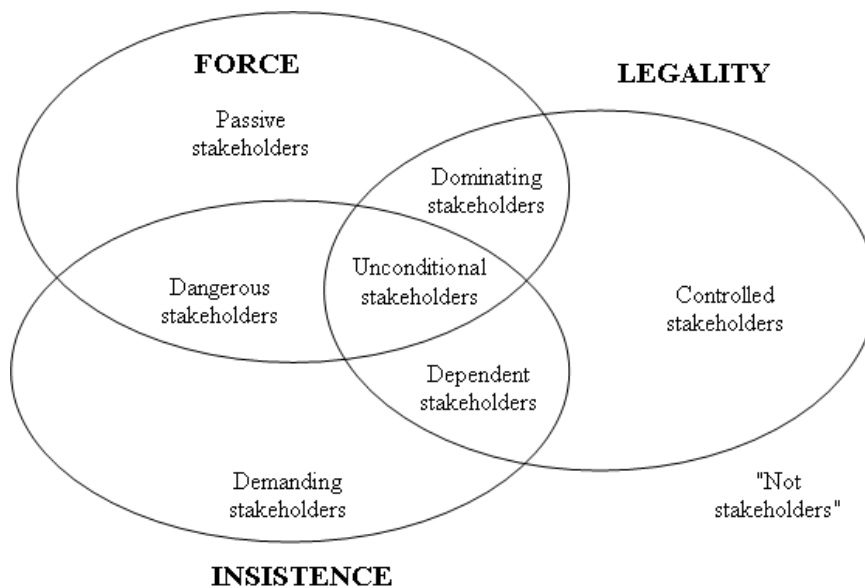 FORCE
LEGALITY
Passive
stakeholders
Dominating
stakeholders
Unconditional
stakeholders
Dangerous
stakeholders
Controlled
stakeholders
Dependent
stakeholders
Demanding
stakeholders
"Not
stakeholders"
INSISTENCE